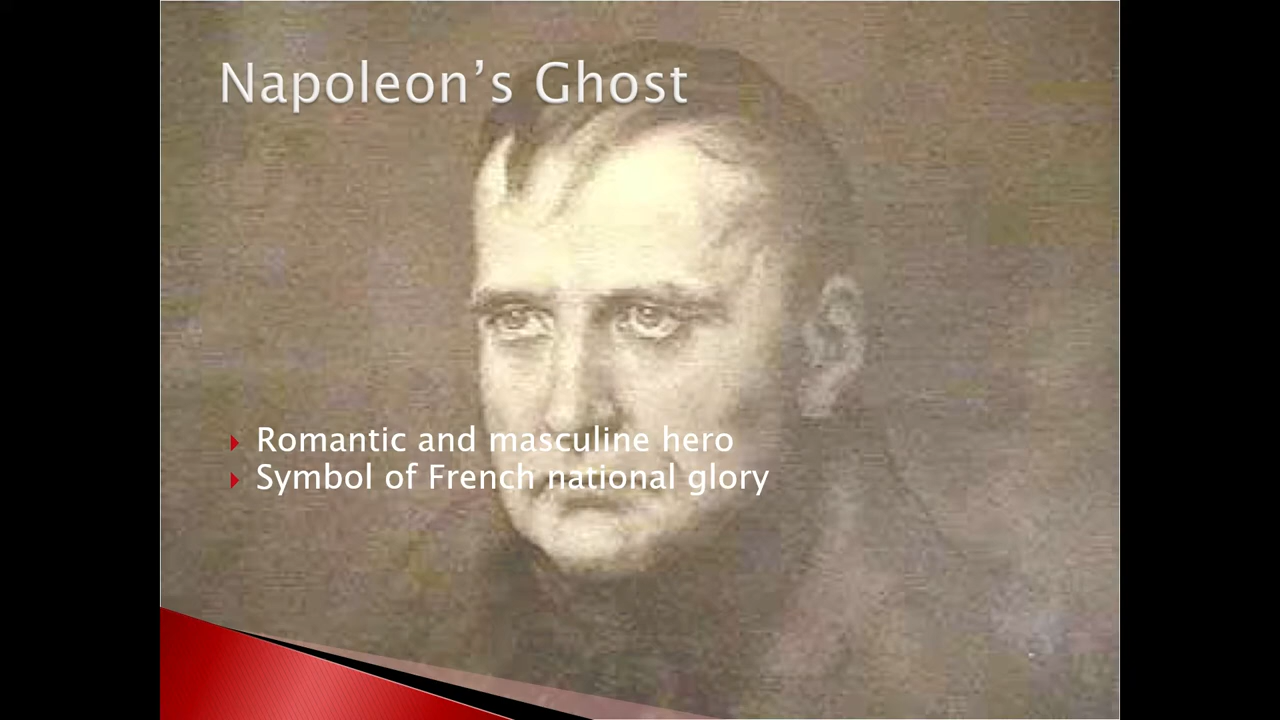 Napoleon’s Ghost
Romantic and masculine hero
Symbol of French national glory